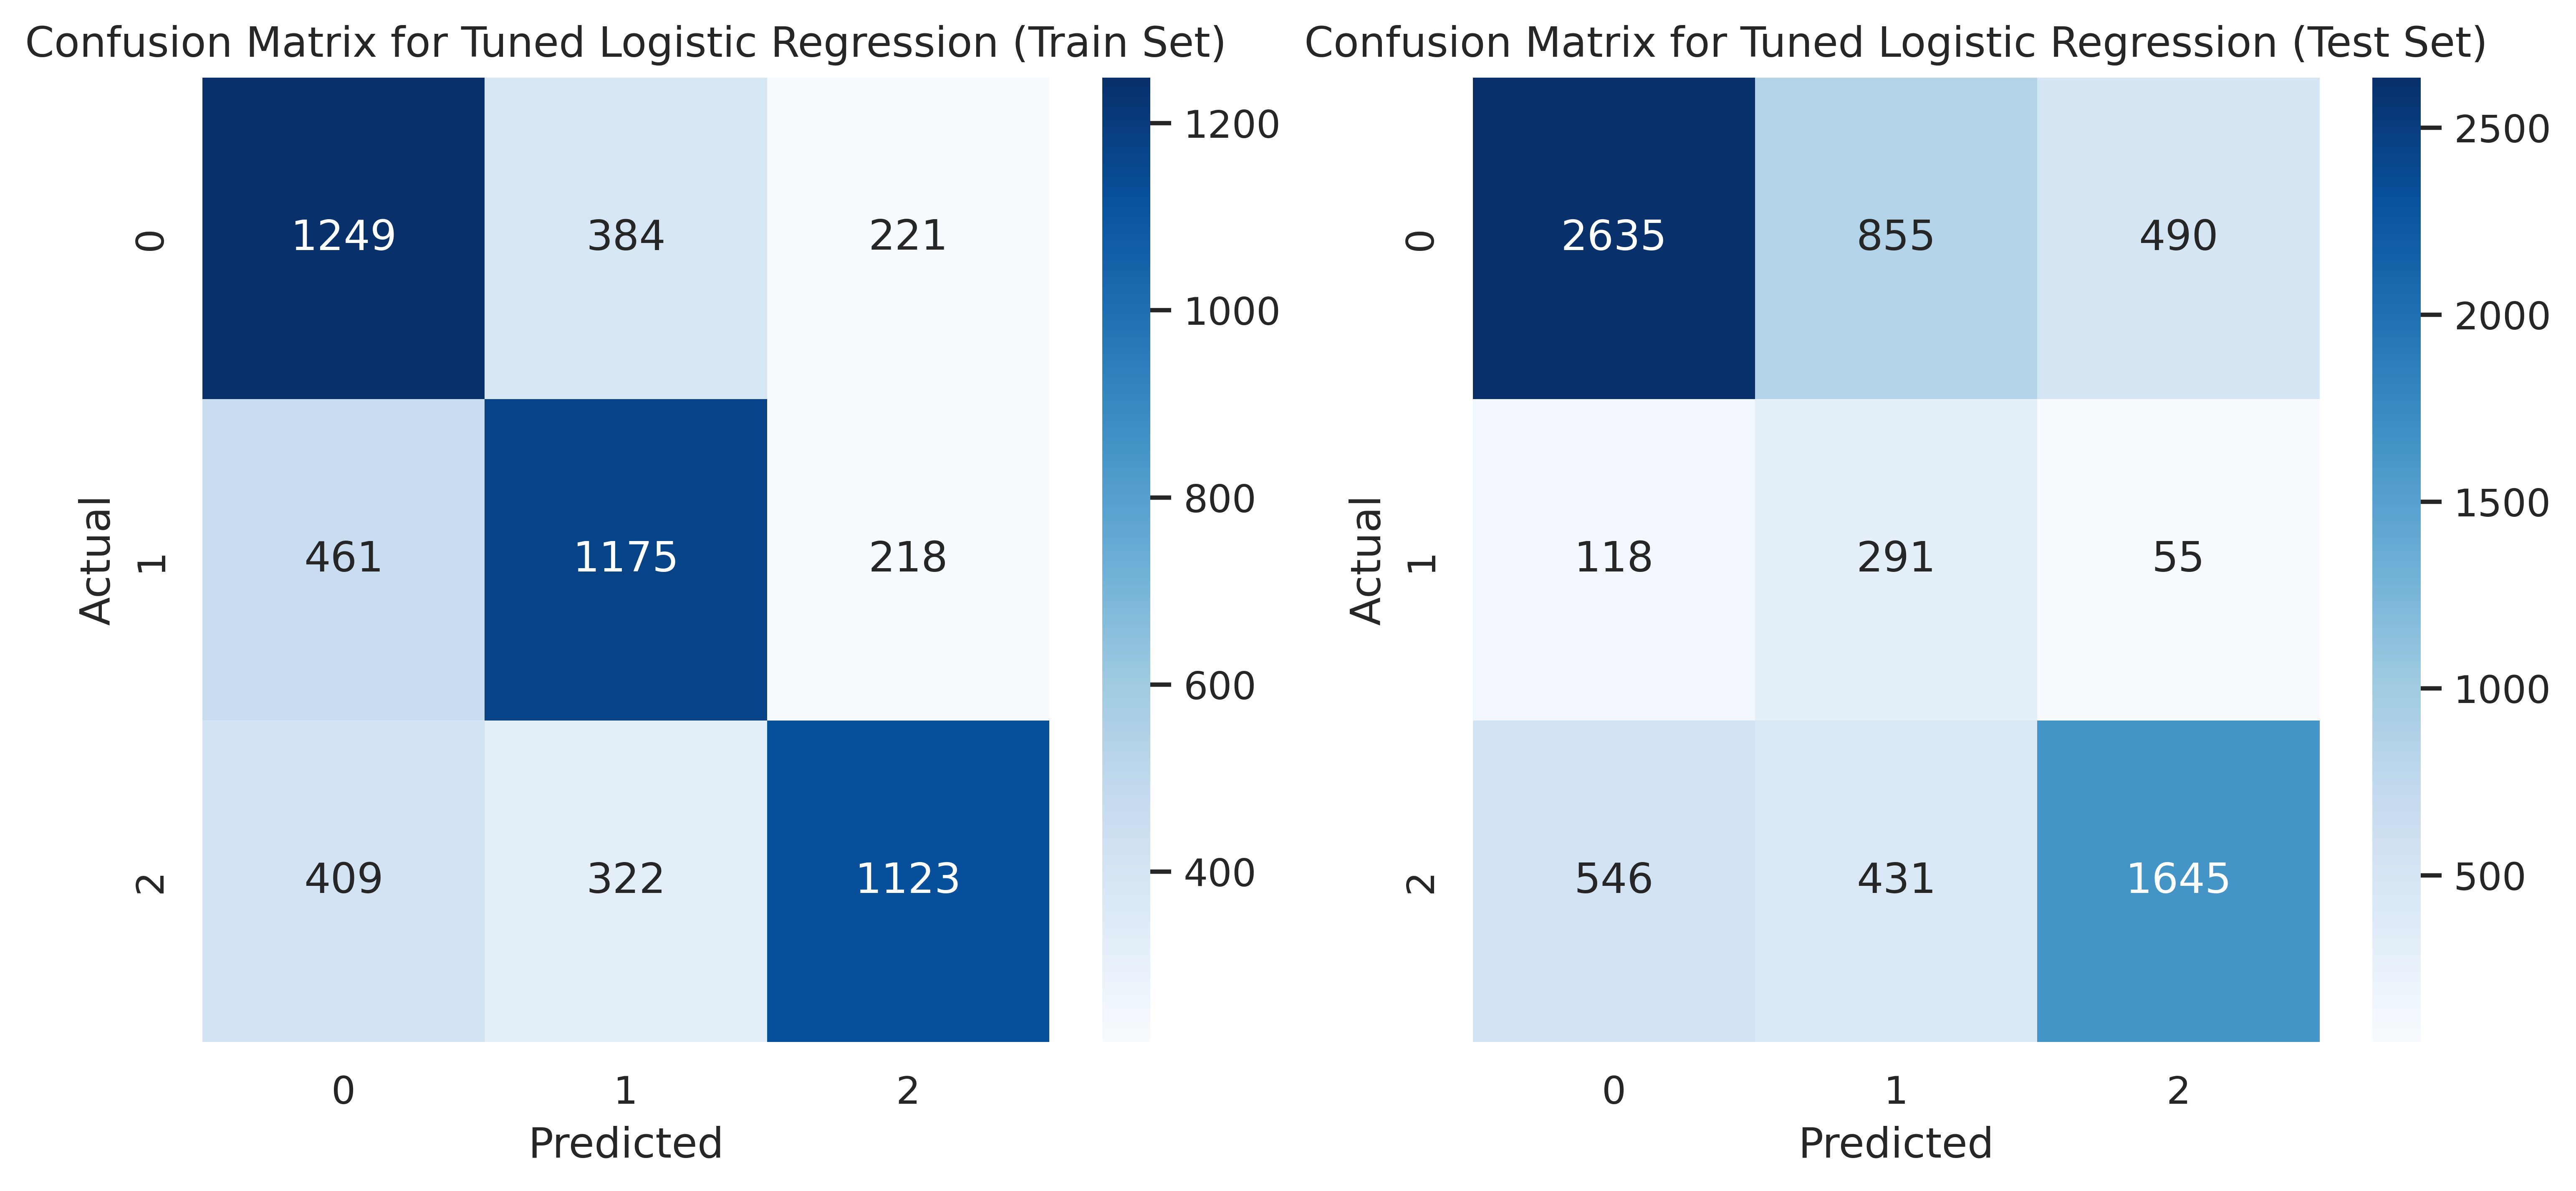 Confusion Matrix for Tuned Logistic Regression (Train Set)
1249 384 221
461 1175 218
409 322 1123
0
1
2
Actual
0 1 2
Predicted
1200
1000
800
600
400
Confusion Matrix for Tuned Logistic Regression (Test Set)
2635 855 490
118 291 55
546 431 1645
0
1
2
Actual
0 1 2
Predicted
2500
2000
1500
1000
500